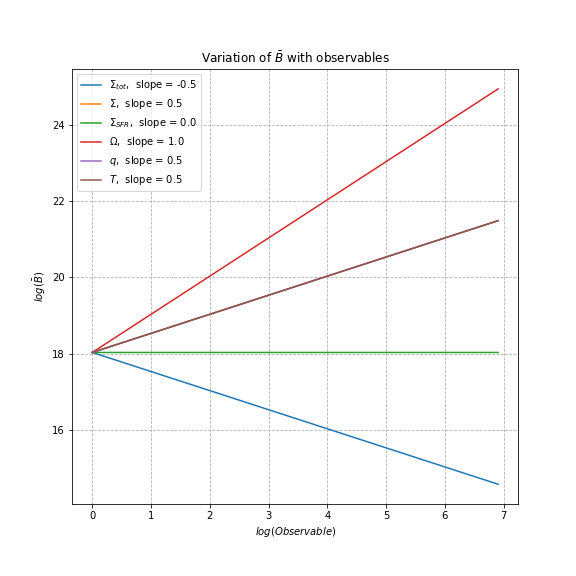 Variation of B̄ with observables
Σtot, slope = -0.5
Σ, slope = 0.5
ΣSFR, slope = 0.0
Ω, slope = 1.0
q, slope = 0.5
T, slope = 0.5
24
22
20
18
16
log(B̄)
0 1 2 3 4 5 6 7
log(Observable)